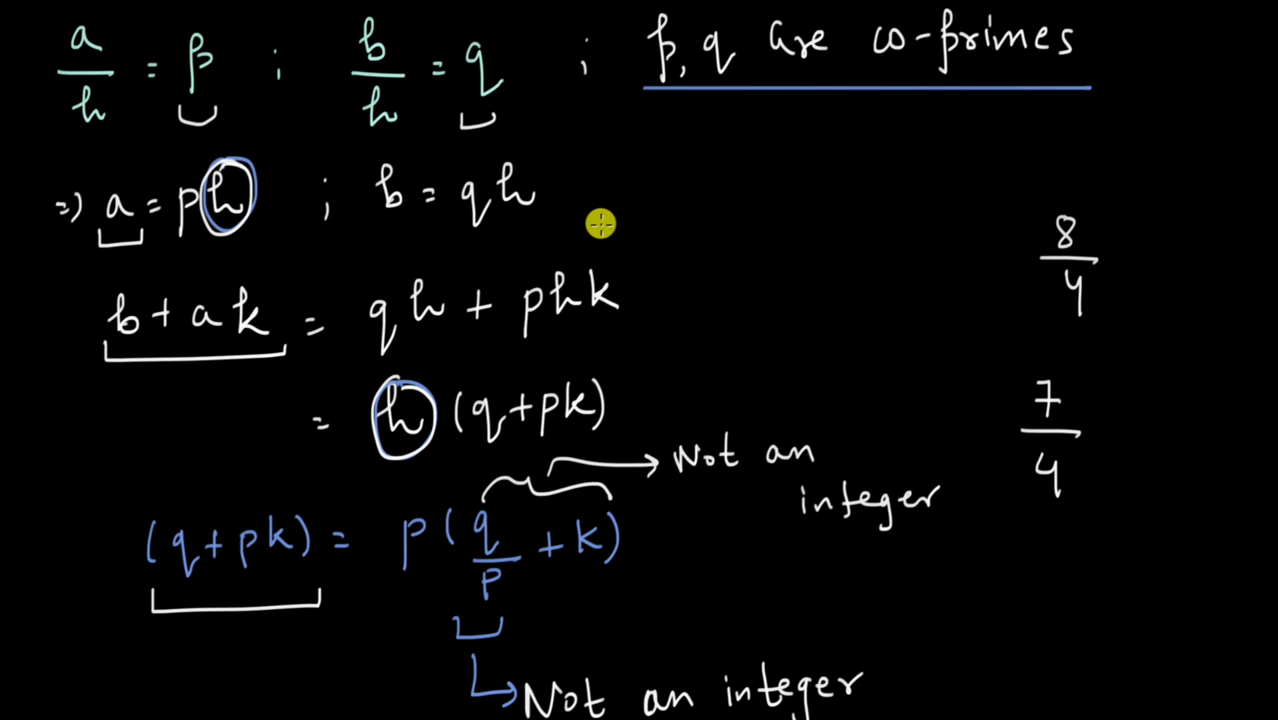 a/h = p ; b/h = q ; p, q are co-primes
=) a = ph ; b = qh
8/4
b + ak = qh + phk
= h (q+pk)
7/4
Not an
integer
(q+pk) = p(q/p + k)
Not an integer